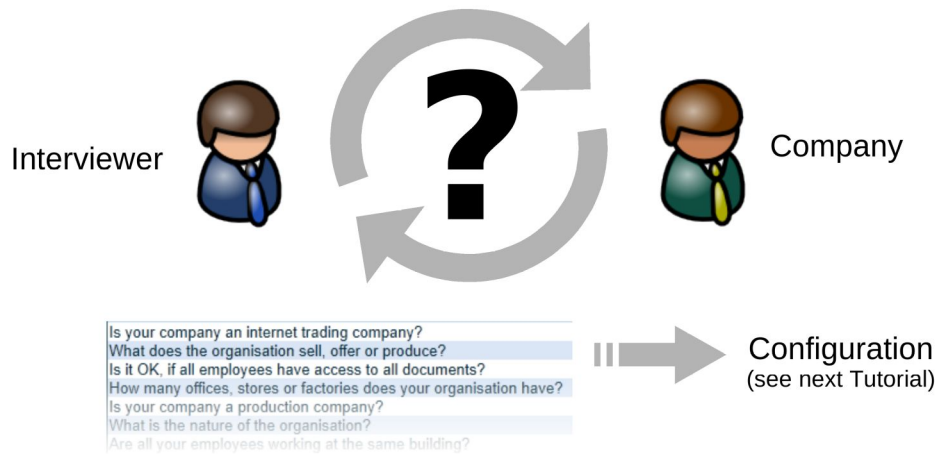 ?
Interviewer
Company
Is your company an internet trading company?
What does the organisation sell, offer or produce?
Is it OK, if all employees have access to all documents?
How many offices, stores or factories does your organisation have?
Is your company a production company?
What is the nature of the organisation?
Are all your employees working at the same building?
Configuration
(see next Tutorial)